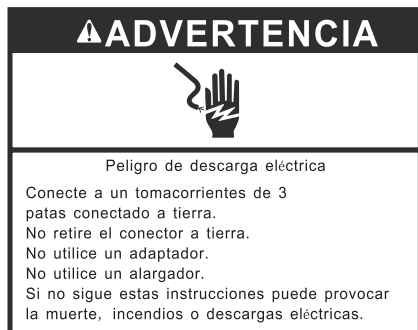 ADVERTENCIA
Peligro de descarga eléctrica
Conecte a un tomacorrientes de 3
patas conectado a tierra.
No retire el conector a tierra.
No utilice un adaptador.
No utilice un alargador.
Si no sigue estas instrucciones puede provocar
la muerte, incendios o descargas eléctricas.